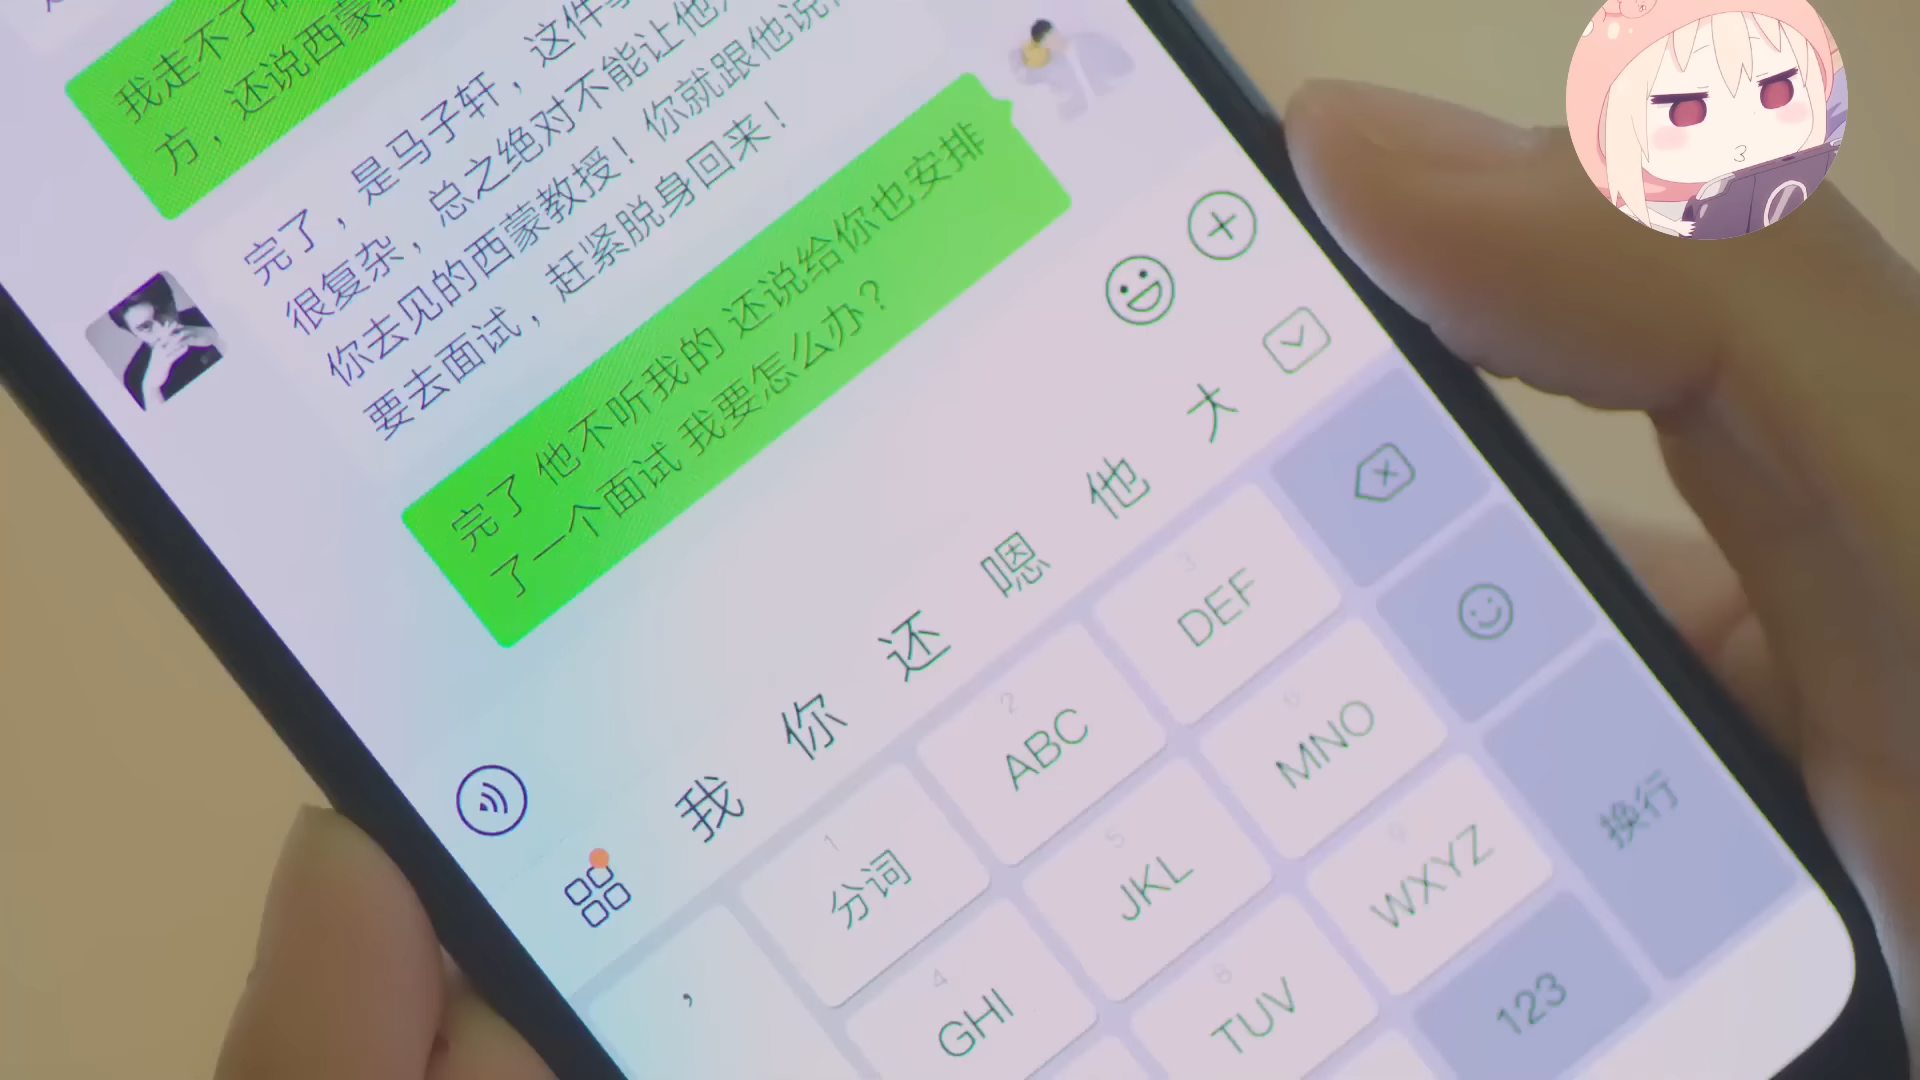 我走不了
方，还说西蒙教
完了，是马子轩，这件
很复杂，总之绝对不能让他
你去见的西蒙教授！你就跟他说
要去面试，赶紧脱身回来！
完了 他不听我的 还说给你也安排
了一个面试 我要怎么办？
我 你 还 嗯 他 大
，
1 分词
2 ABC
3 DEF
4 GHI
5 JKL
6 MNO
8 TUV
9 WXYZ
换行
123